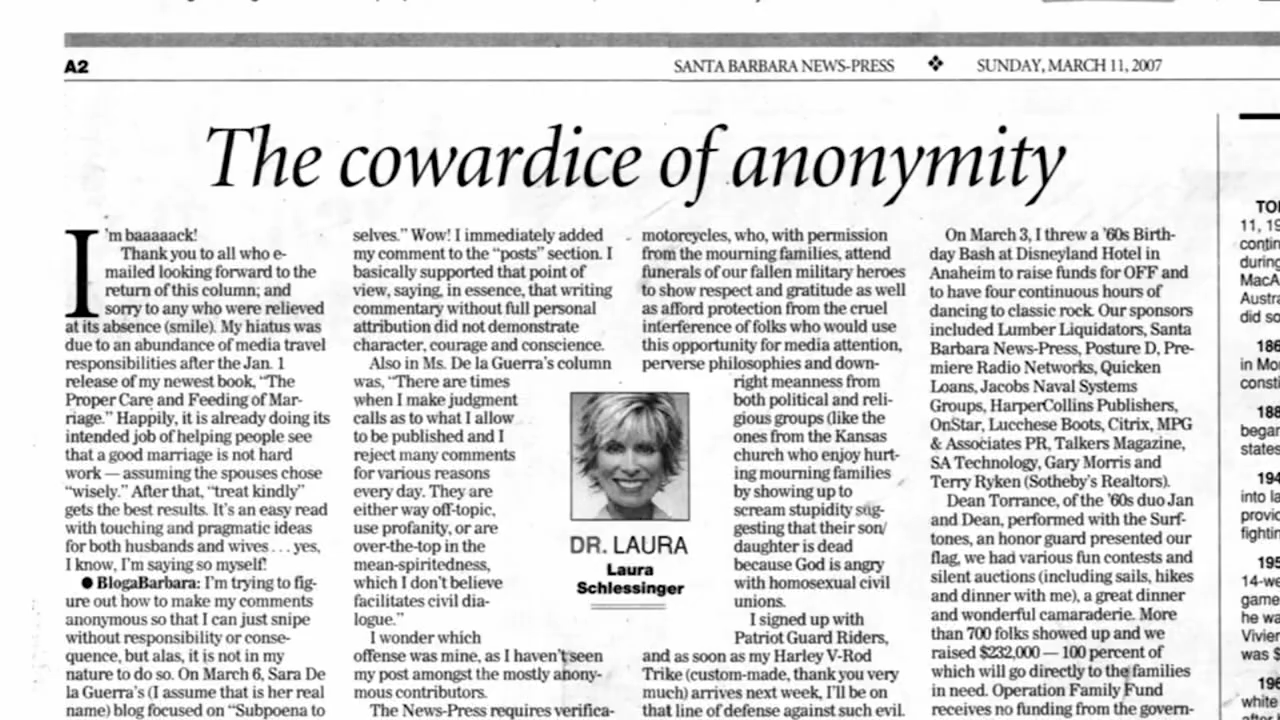 A2
SANTA BARBARA NEWS-PRESS ❖ SUNDAY, MARCH 11, 2007
The cowardice of anonymity
I'm baaaaack!
Thank you to all who e-
mailed looking forward to the
return of this column; and
sorry to any who were relieved
at its absence (smile). My hiatus was
due to an abundance of media travel
responsibilities after the Jan. 1
release of my newest book, “The
Proper Care and Feeding of Mar-
riage.” Happily, it is already doing its
intended job of helping people see
that a good marriage is not hard
work — assuming the spouses chose
“wisely.” After that, “treat kindly”
gets the best results. It's an easy read
with touching and pragmatic ideas
for both husbands and wives . . . yes,
I know, I'm saying so myself!
● BlogaBarbara: I'm trying to fig-
ure out how to make my comments
anonymous so that I can just snipe
without responsibility or conse-
quence, but alas, it is not in my
nature to do so. On March 6, Sara De
la Guerra's (I assume that is her real
name) blog focused on “Subpoena to
selves.” Wow! I immediately added
my comment to the “posts” section. I
basically supported that point of
view, saying, in essence, that writing
commentary without full personal
attribution did not demonstrate
character, courage and conscience.
Also in Ms. De la Guerra's column
was, “There are times
when I make judgment
calls as to what I allow
to be published and I
reject many comments
for various reasons
every day. They are
either way off-topic,
use profanity, or are
over-the-top in the
mean-spiritedness,
which I don't believe
facilitates civil dia-
logue.”
I wonder which
offense was mine, as I haven't seen
my post amongst the mostly anony-
mous contributors.
The News-Press requires verifica-
DR. LAURA
Laura
Schlessinger
motorcycles, who, with permission
from the mourning families, attend
funerals of our fallen military heroes
to show respect and gratitude as well
as afford protection from the cruel
interference of folks who would use
this opportunity for media attention,
perverse philosophies and down-
right meanness from
both political and reli-
gious groups (like the
ones from the Kansas
church who enjoy hurt-
ing mourning families
by showing up to
scream stupidity sug-
gesting that their son/
daughter is dead
because God is angry
with homosexual civil
unions.
I signed up with
Patriot Guard Riders,
and as soon as my Harley V-Rod
Trike (custom-made, thank you very
much) arrives next week, I'll be on
that line of defense against such evil.
On March 3, I threw a '60s Birth-
day Bash at Disneyland Hotel in
Anaheim to raise funds for OFF and
to have four continuous hours of
dancing to classic rock. Our sponsors
included Lumber Liquidators, Santa
Barbara News-Press, Posture D, Pre-
miere Radio Networks, Quicken
Loans, Jacobs Naval Systems
Groups, HarperCollins Publishers,
OnStar, Lucchese Boots, Citrix, MPG
& Associates PR, Talkers Magazine,
SA Technology, Gary Morris and
Terry Ryken (Sotheby's Realtors).
Dean Torrance, of the '60s duo Jan
and Dean, performed with the Surf-
tones, an honor guard presented our
flag, we had various fun contests and
silent auctions (including sails, hikes
and dinner with me), a great dinner
and wonderful camaraderie. More
than 700 folks showed up and we
raised $232,000 — 100 percent of
which will go directly to the families
in need. Operation Family Fund
receives no funding from the govern-